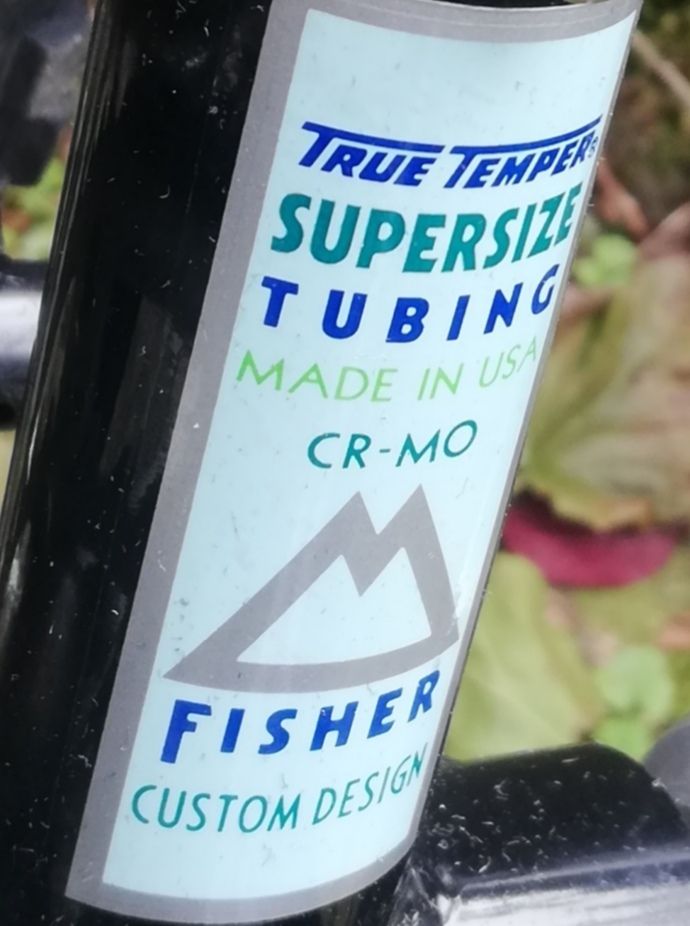 TRUE TEMPER®
SUPERSIZE
TUBING
MADE IN USA
CR-MO
FISHER
CUSTOM DESIGN